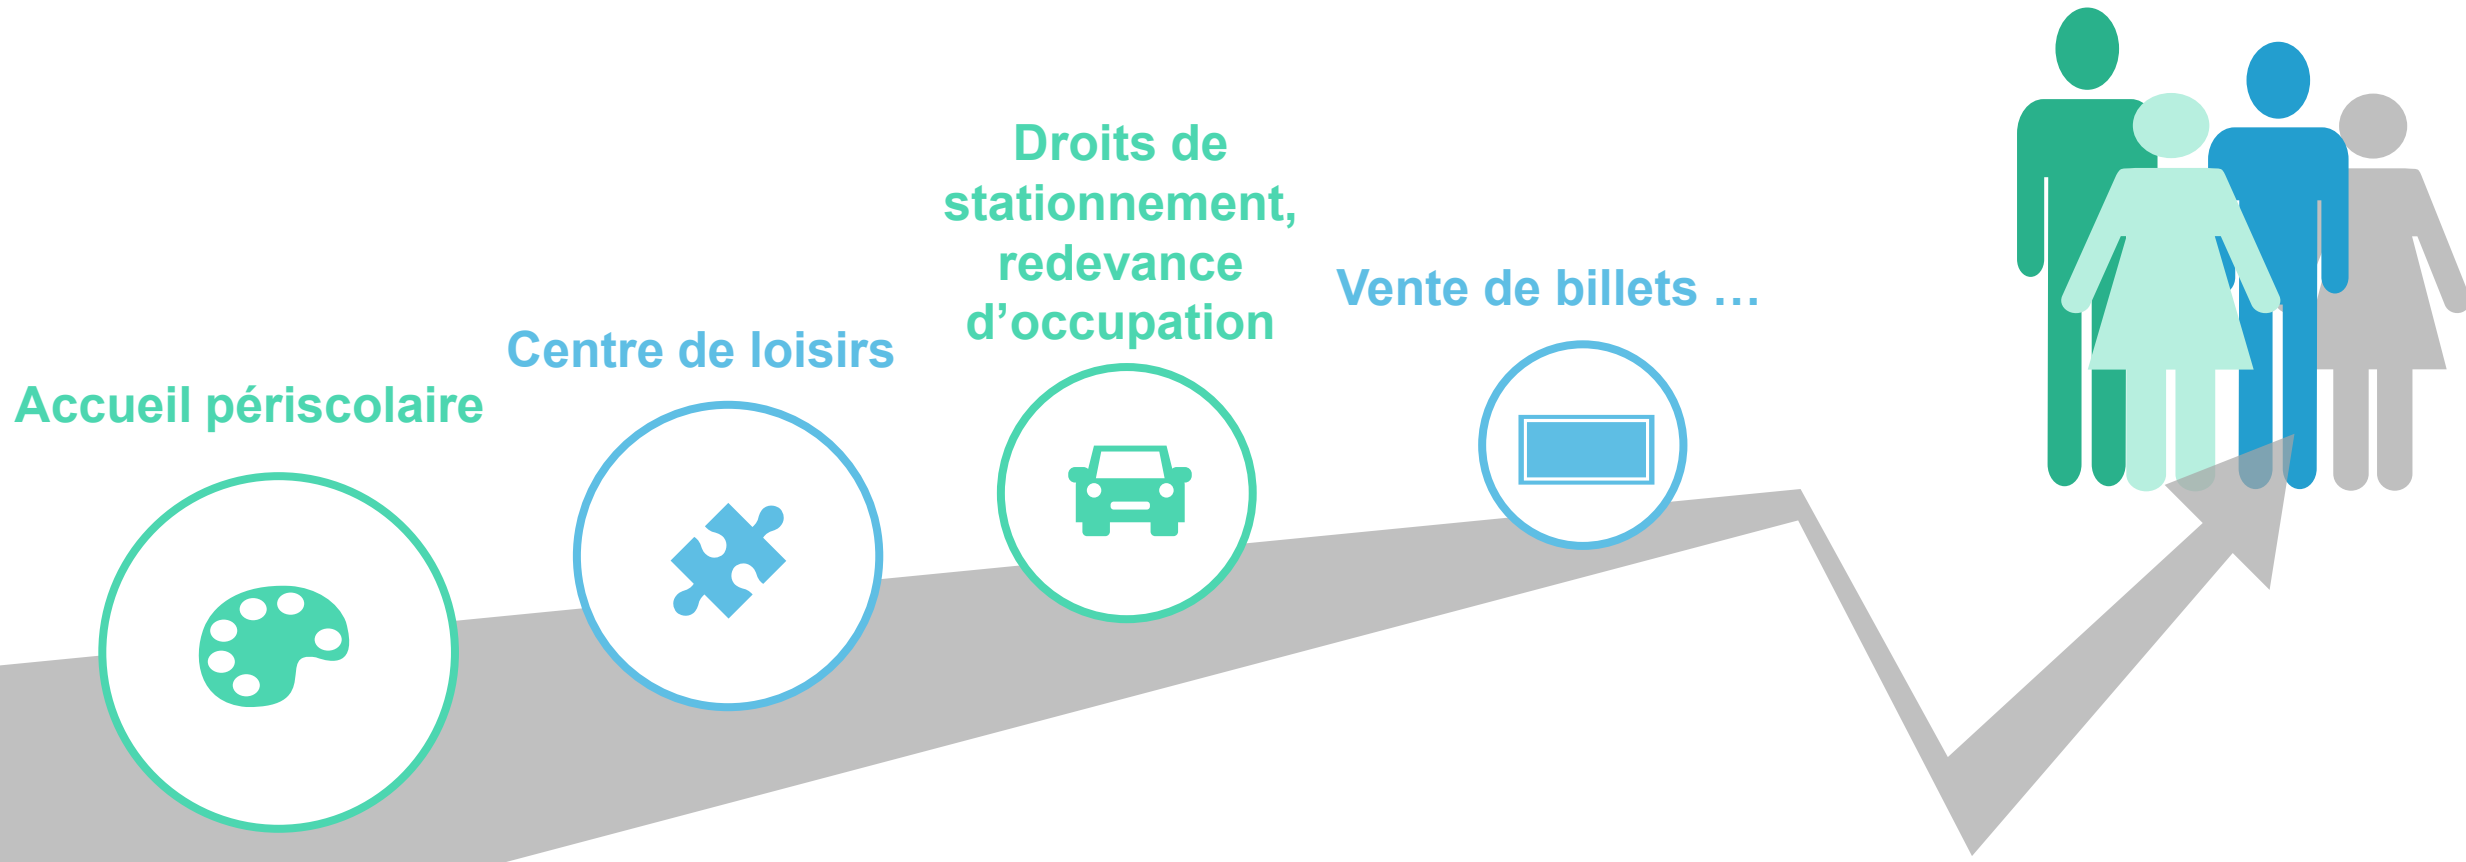 Accueil périscolaire
Centre de loisirs
Droits de
stationnement,
redevance
d’occupation
Vente de billets …